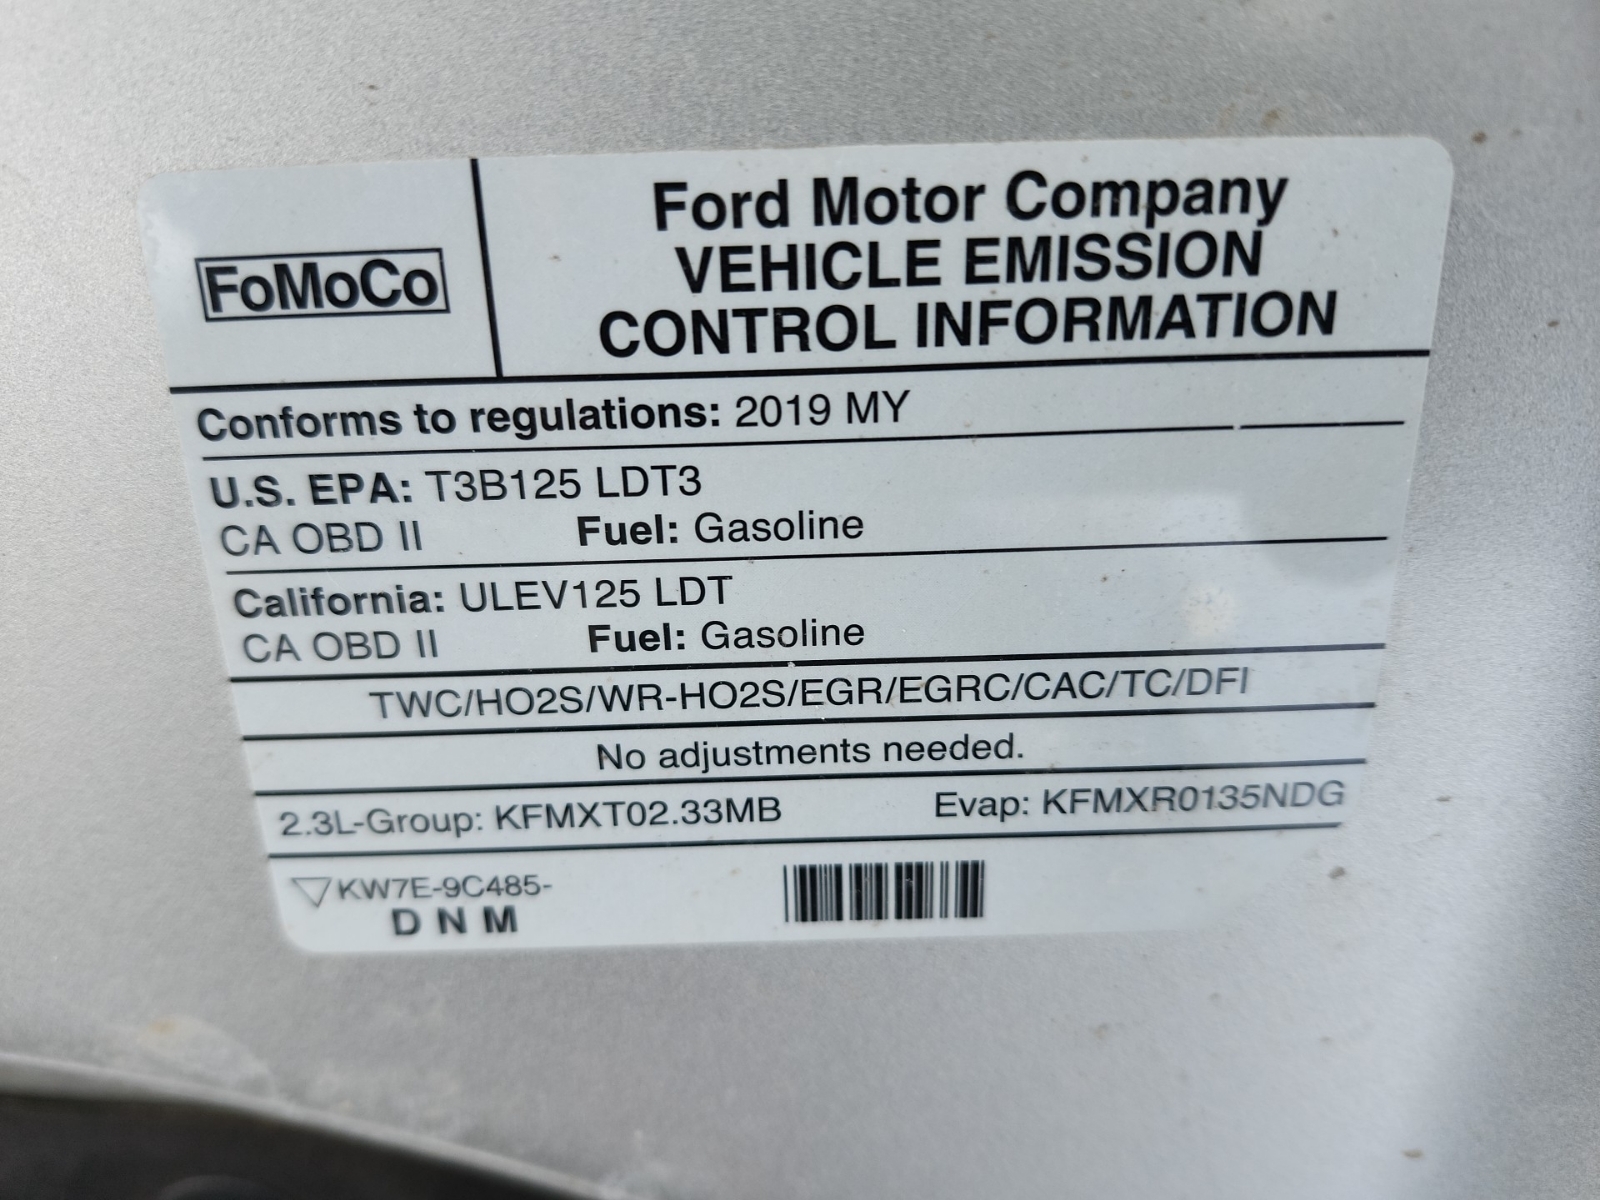 FoMoCo
Ford Motor Company
VEHICLE EMISSION
CONTROL INFORMATION
Conforms to regulations: 2019 MY
U.S. EPA: T3B125 LDT3
CA OBD II Fuel: Gasoline
California: ULEV125 LDT
CA OBD II Fuel: Gasoline
TWC/HO2S/WR-HO2S/EGR/EGRC/CAC/TC/DFI
No adjustments needed.
2.3L-Group: KFMXT02.33MB Evap: KFMXR0135NDG
KW7E-9C485-
D N M